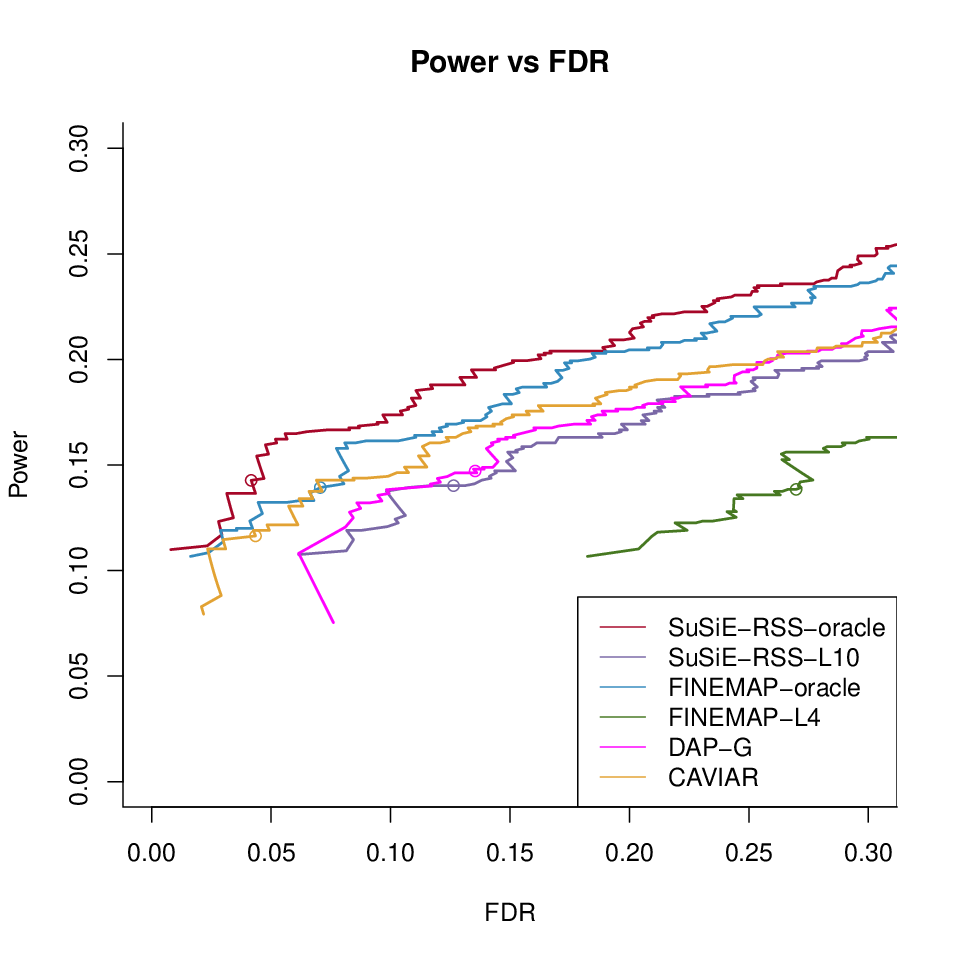 Power vs FDR
Power
0.30
0.25
0.20
0.15
0.10
0.05
0.00
0.00 0.05 0.10 0.15 0.20 0.25 0.30
FDR
SuSiE−RSS−oracle
SuSiE−RSS−L10
FINEMAP−oracle
FINEMAP−L4
DAP−G
CAVIAR